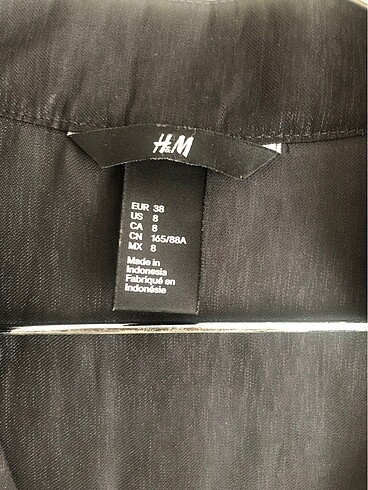 H&M
EUR 38
US 8
CA 8
CN 165/88A
MX 8
Made in
Indonesia
Fabriqué en
Indonésie